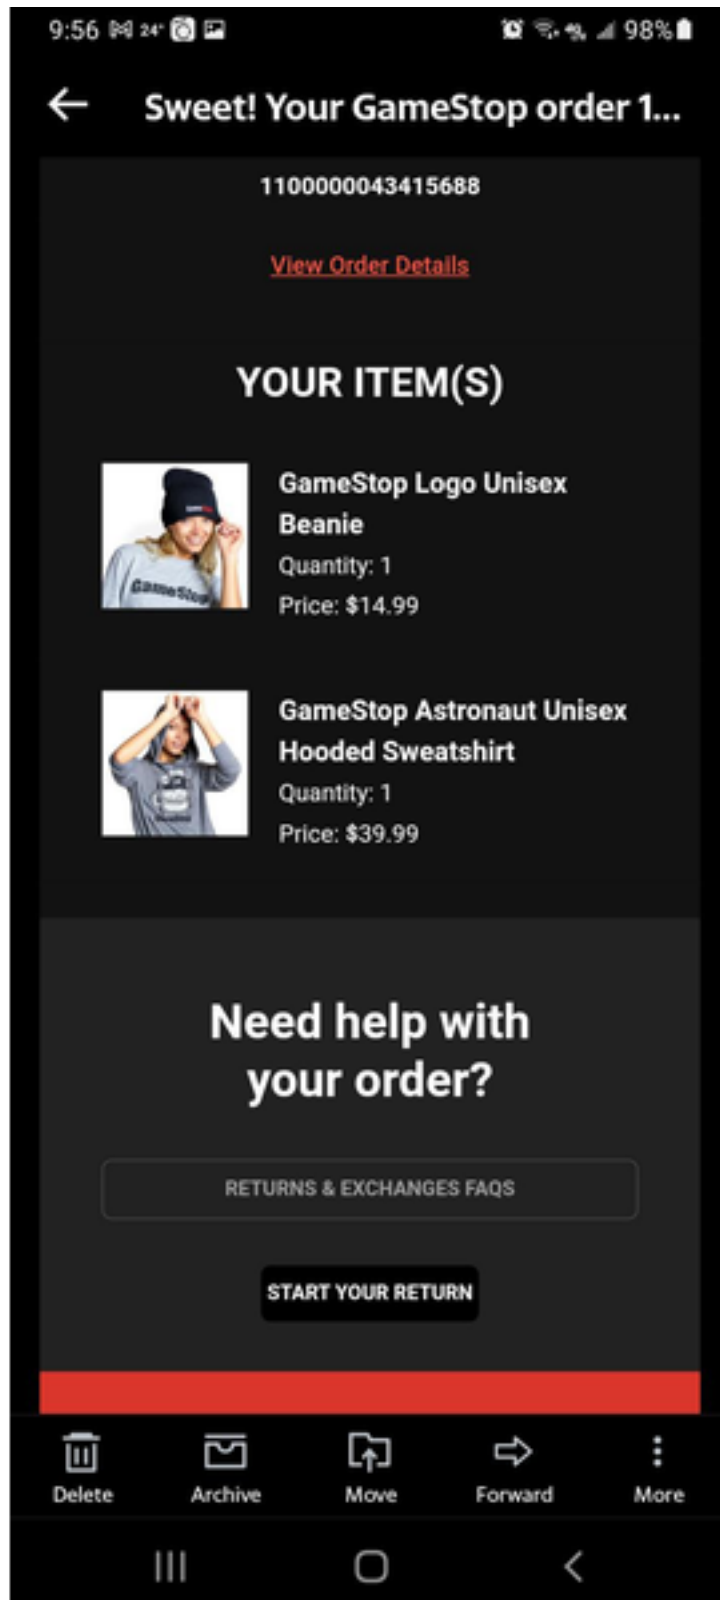 9:56 24°
98%
Sweet! Your GameStop order 1...
1100000043415688
View Order Details
YOUR ITEM(S)
GameStop Logo Unisex
Beanie
Quantity: 1
Price: $14.99
GameStop
GameStop Astronaut Unisex
Hooded Sweatshirt
Quantity: 1
Price: $39.99
Need help with
your order?
RETURNS & EXCHANGES FAQS
START YOUR RETURN
Delete Archive Move Forward More